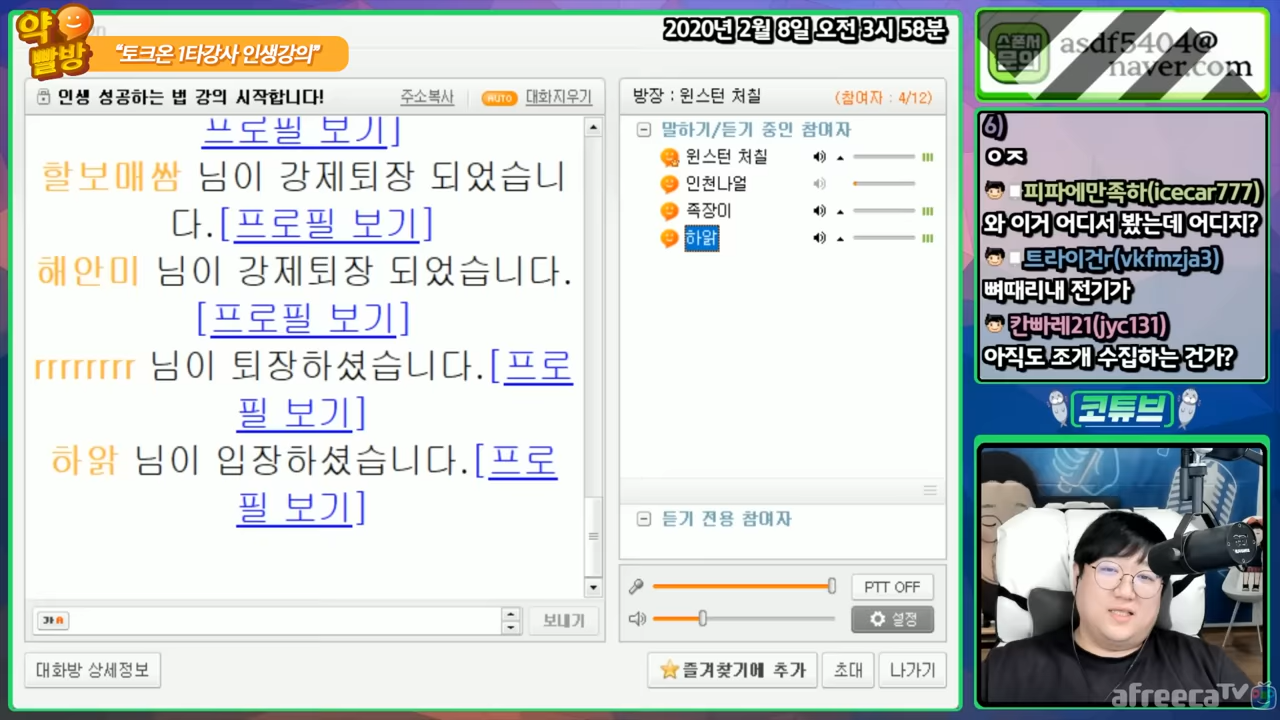 약빨방
“토크온 1타강사 인생강의”
2020년 2월 8일 오전 3시 58분
스폰서
문의
asdf5404@
naver.com
인생 성공하는 법 강의 시작합니다!
주소복사
AUTO
대화지우기
프로필 보기]
할보매쌈 님이 강제퇴장 되었습니
다.[프로필 보기]
해안미 님이 강제퇴장 되었습니다.
[프로필 보기]
rrrrrrrr 님이 퇴장하셨습니다.[프로
필 보기]
하앍 님이 입장하셨습니다.[프로
필 보기]
가
보내기
대화방 상세정보
방장 : 윈스턴 처칠
(참여자 : 4/12)
말하기/듣기 중인 참여자
윈스턴 처칠
인천나얼
족장이
하앍
듣기 전용 참여자
PTT OFF
설정
즐겨찾기에 추가
초대
나가기
6)
ㅇㅈ
피파에만족하(icecar777)
와 이거 어디서 봤는데 어디지?
트라이건r(vkfmzja3)
뼈때리내 전기가
칸빠레21(jyc131)
아직도 조개 수집하는 건가?
코튜브
afreecaTV